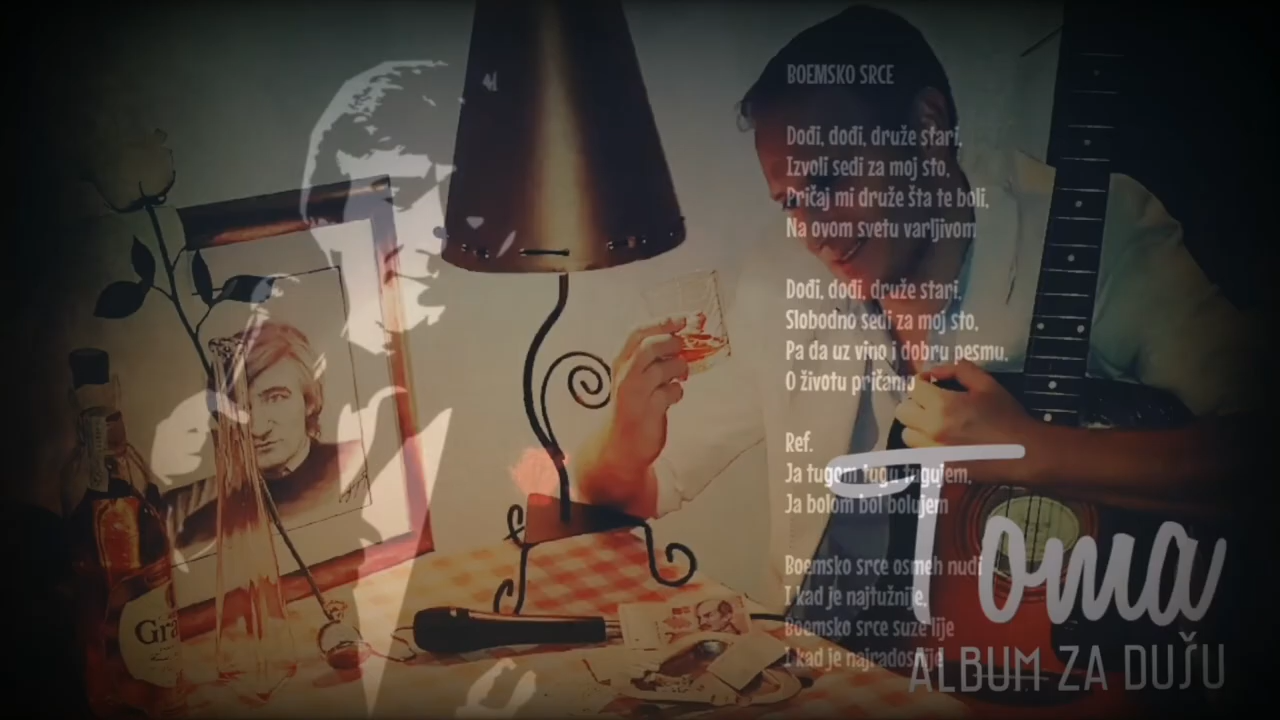 BOEMSKO SRCE
Dođi, dođi, druže stari,
Izvoli sedi za moj sto,
Pričaj mi druže šta te boli,
Na ovom svetu varljivom
Dođi, dođi, druže stari,
Slobodno sedi za moj sto,
Pa da uz vino i dobru pesmu,
O životu pričamo
Ref.
Ja tugom tugu tugujem,
Ja bolom bol bolujem
Boemsko srce osmeh nudi
I kad je najtužnije,
Boemsko srce suze lije
I kad je najradosnije
Toma
ALBUM ZA DUŠU